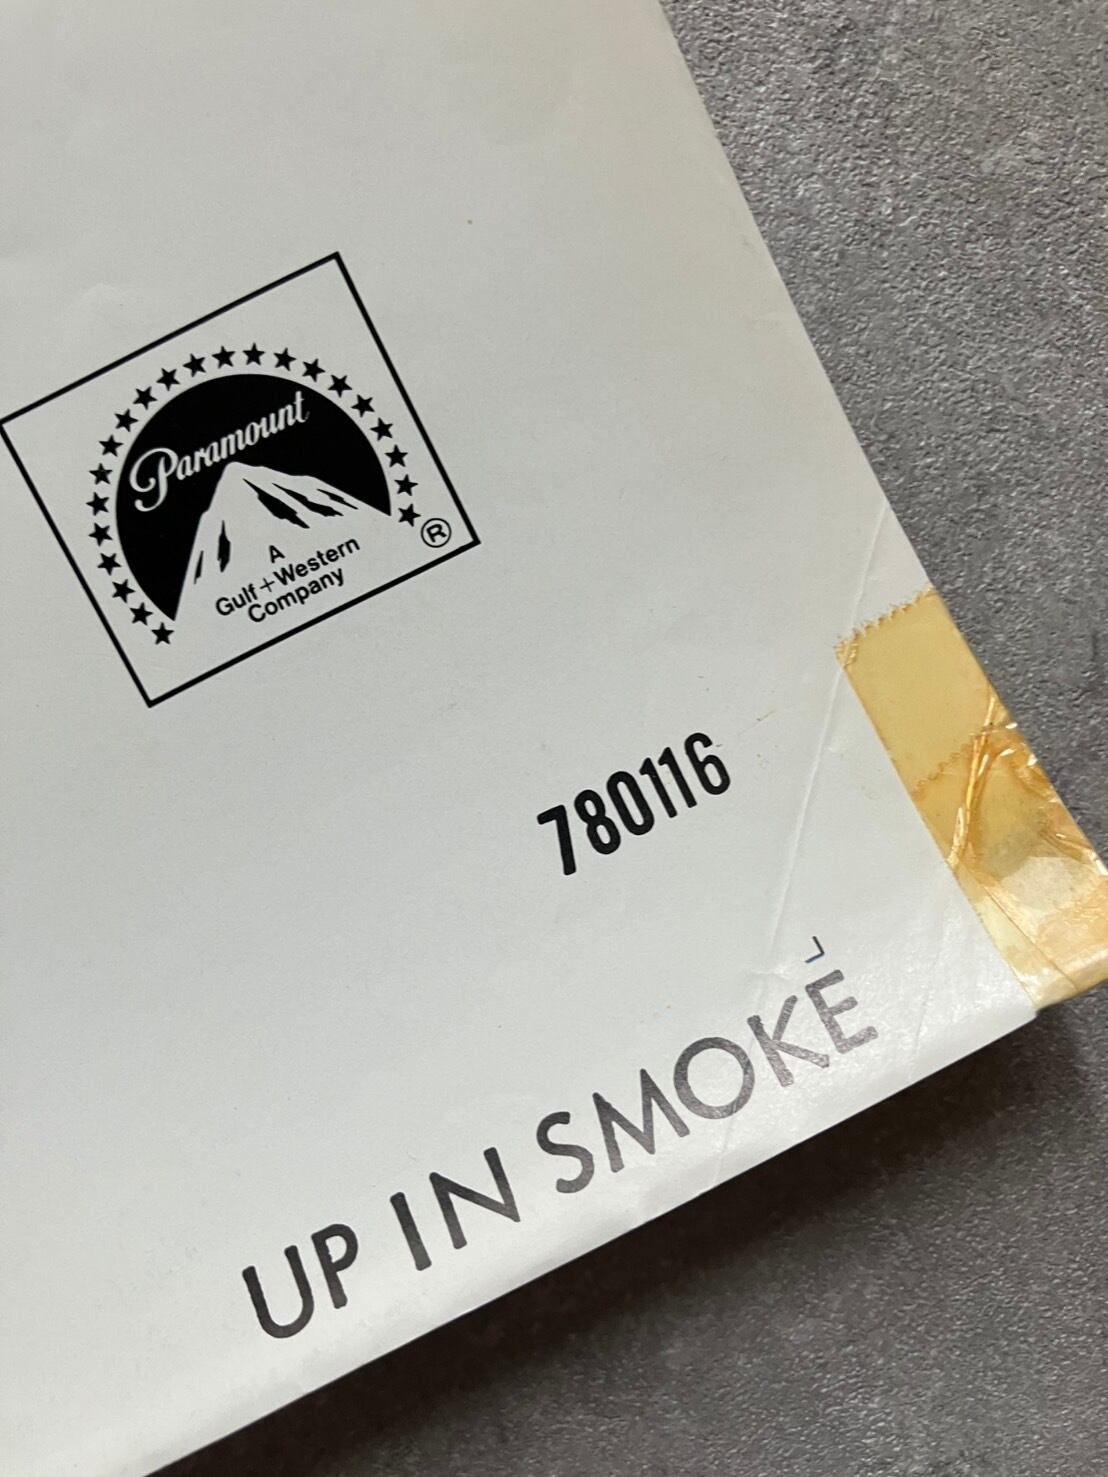 Paramount
®
A
Gulf+Western
Company
780116
UP IN SMOKE